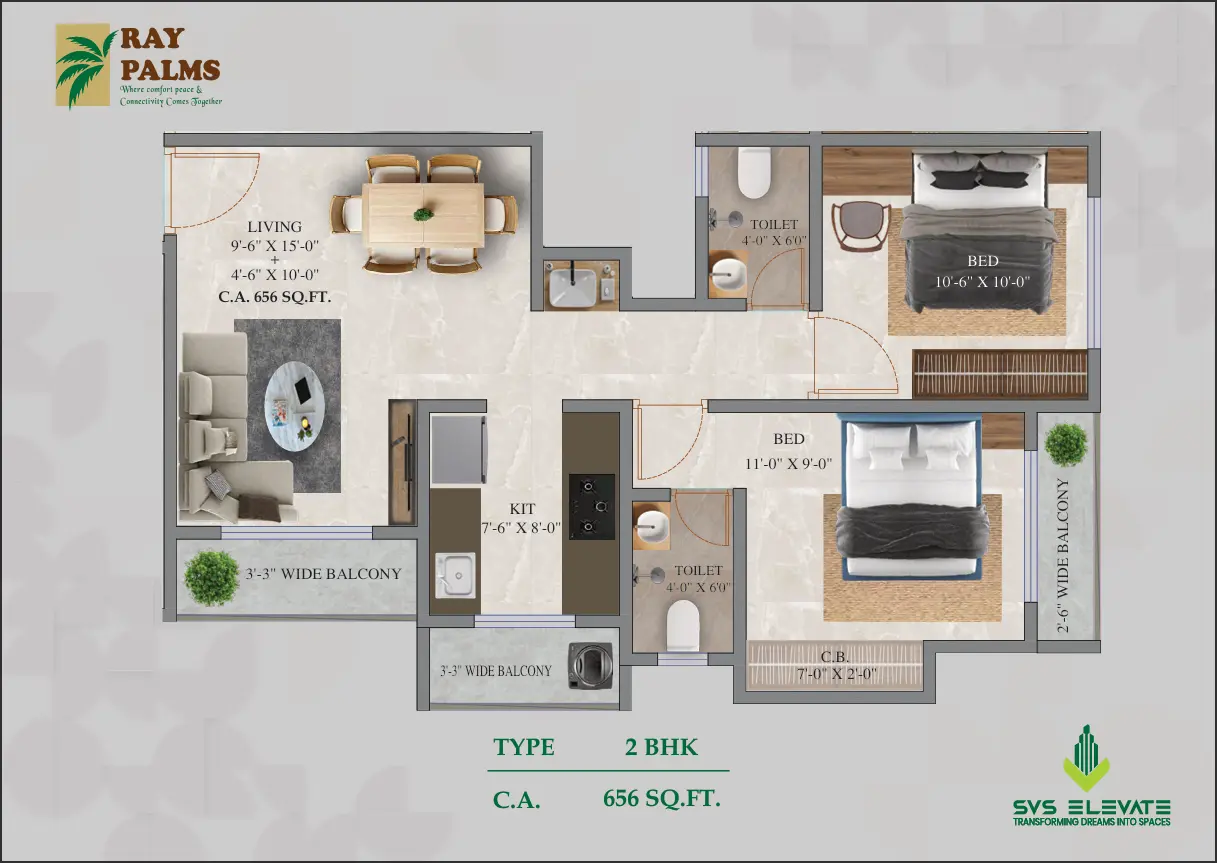 RAY
PALMS
Where comfort peace &
Connectivity Comes Together
LIVING
9'-6" X 15'-0"
+
4'-6" X 10'-0"
C.A. 656 SQ.FT.
TOILET
4'-0" X 6'0"
BED
10'-6" X 10'-0"
BED
11'-0" X 9'-0"
KIT
7'-6" X 8'-0"
TOILET
4'-0" X 6'0"
3'-3" WIDE BALCONY
2'-6" WIDE BALCONY
3'-3" WIDE BALCONY
C.B.
7'-0" X 2'-0"
TYPE 2 BHK
C.A. 656 SQ.FT.
SVS ELEVATE
TRANSFORMING DREAMS INTO SPACES